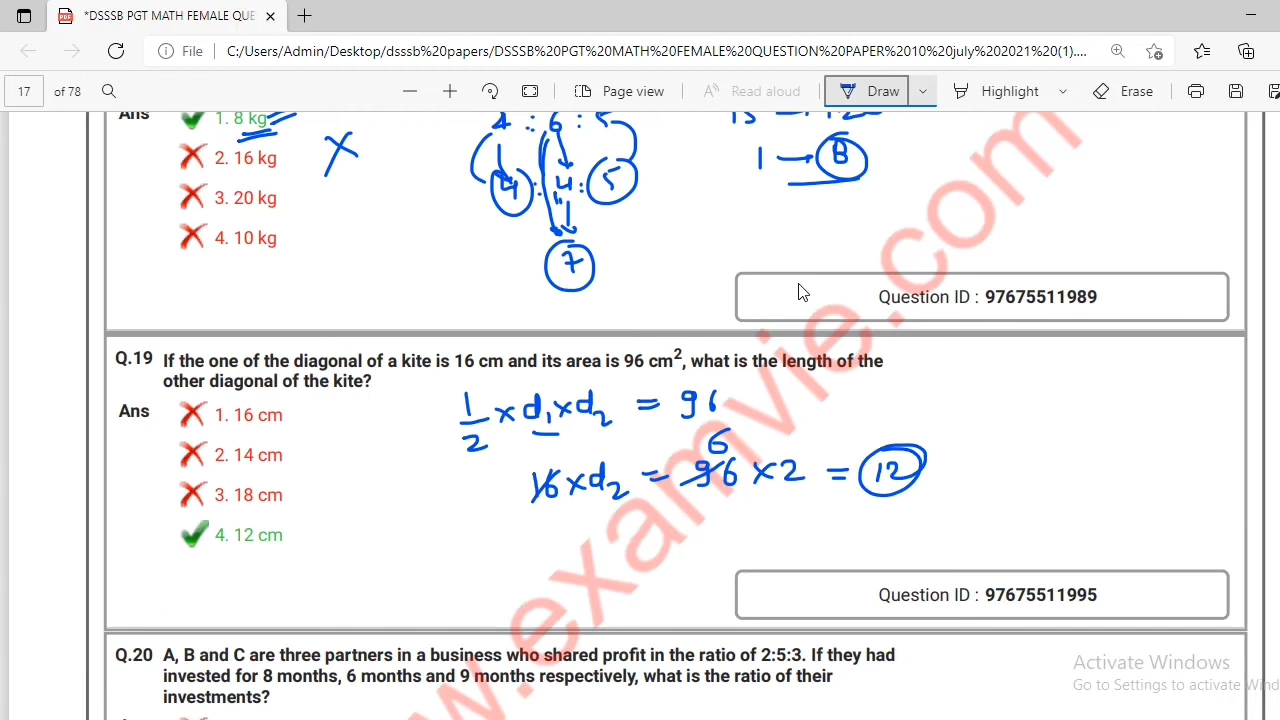 *DSSSB PGT MATH FEMALE QUE
File
C:/Users/Admin/Desktop/dsssb%20papers/DSSSB%20PGT%20MATH%20FEMALE%20QUESTION%20PAPER%2010%20july%202021%20(1)....
17 of 78
Page view
Read aloud
Draw
Highlight
Erase
Ans
1. 8 kg
2. 16 kg
3. 20 kg
4. 10 kg
4 : 6 : 5
4 : 4 : 5
7
1 → 8
Question ID : 97675511989
Q.19 If the one of the diagonal of a kite is 16 cm and its area is 96 cm², what is the length of the
other diagonal of the kite?
Ans
1. 16 cm
2. 14 cm
3. 18 cm
4. 12 cm
1/2 × d₁ × d₂ = 96
6
16 × d₂ = 96 × 2 = 12
Question ID : 97675511995
Q.20 A, B and C are three partners in a business who shared profit in the ratio of 2:5:3. If they had
invested for 8 months, 6 months and 9 months respectively, what is the ratio of their
investments?
www.examvie.com
Activate Windows
Go to Settings to activate Wind